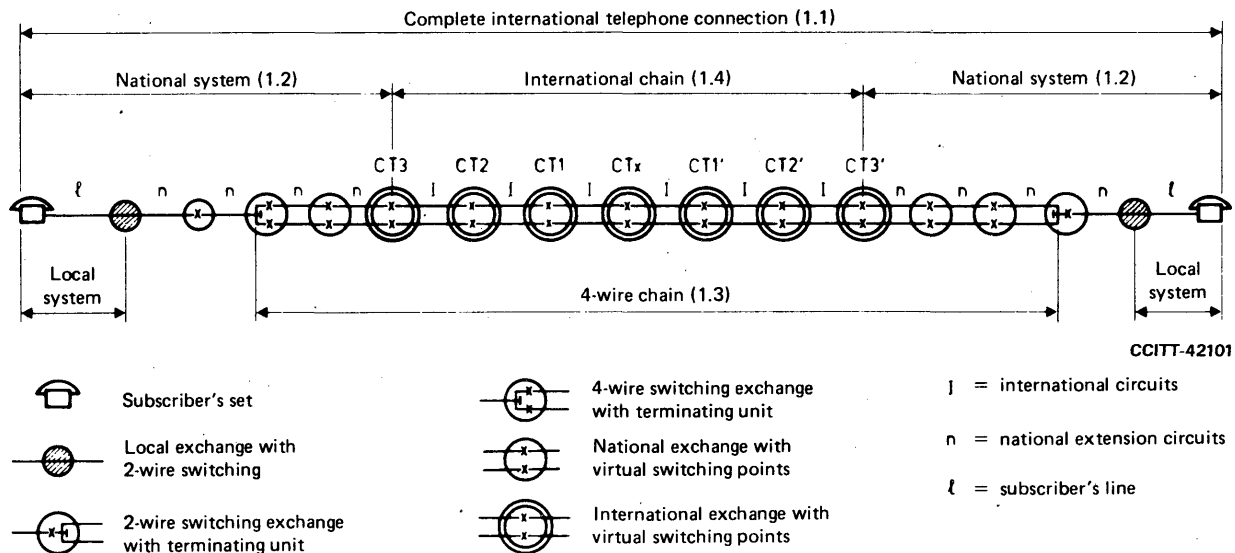 Complete international telephone connection (1.1)
National system (1.2)
International chain (1.4)
National system (1.2)
CT3 CT2 CT1 CTx CT1' CT2' CT3'
ℓ n n n n I I I I I I n n n n ℓ
Local
system
4-wire chain (1.3)
Local
system
CCITT-42101
Subscriber's set
Local exchange with
2-wire switching
2-wire switching exchange
with terminating unit
4-wire switching exchange
with terminating unit
National exchange with
virtual switching points
International exchange with
virtual switching points
I = international circuits
n = national extension circuits
ℓ = subscriber's line